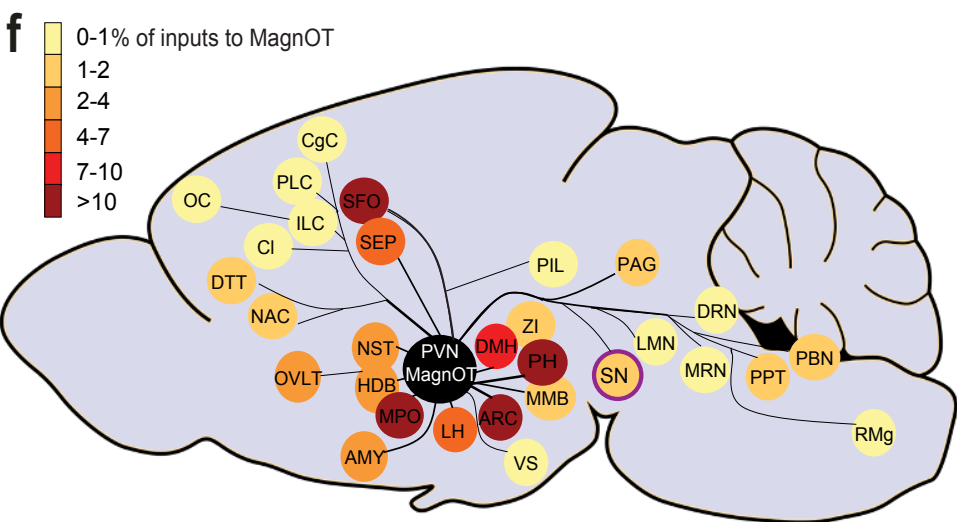 f
0-1% of inputs to MagnOT
1-2
2-4
4-7
7-10
>10
CgC
PLC
OC
SFO
ILC
SEP
CI
PIL
PAG
DTT
NAC
DRN
ZI
LMN
NST
PVN
MagnOT
DMH
PH
PBN
OVLT
HDB
SN
MRN
PPT
MMB
MPO
ARC
LH
RMg
AMY
VS